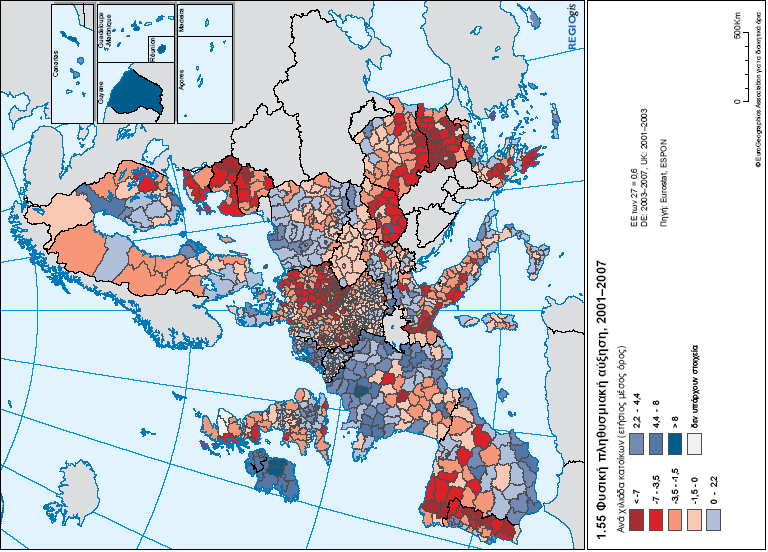 Canarias
Guyane
Guadeloupe
Martinique
Réunion
Açores
Madeira
REGIOgis
1.55 Φυσική πληθυσμιακή αύξηση, 2001–2007
Ανά χιλιάδα κατοίκων (ετήσιος μέσος όρος)
< -7
-7 - -3,5
-3,5 - -1,5
-1,5 - 0
0 - 2,2
2,2 - 4,4
4,4 - 8
> 8
δεν υπάρχουν στοιχεία
ΕΕ των 27 = 0,6
DE: 2003–2007, UK: 2001–2003
Πηγή: Eurostat, ESPON
0 500 Km
© EuroGeographics Association για τα διοικητικά όρια